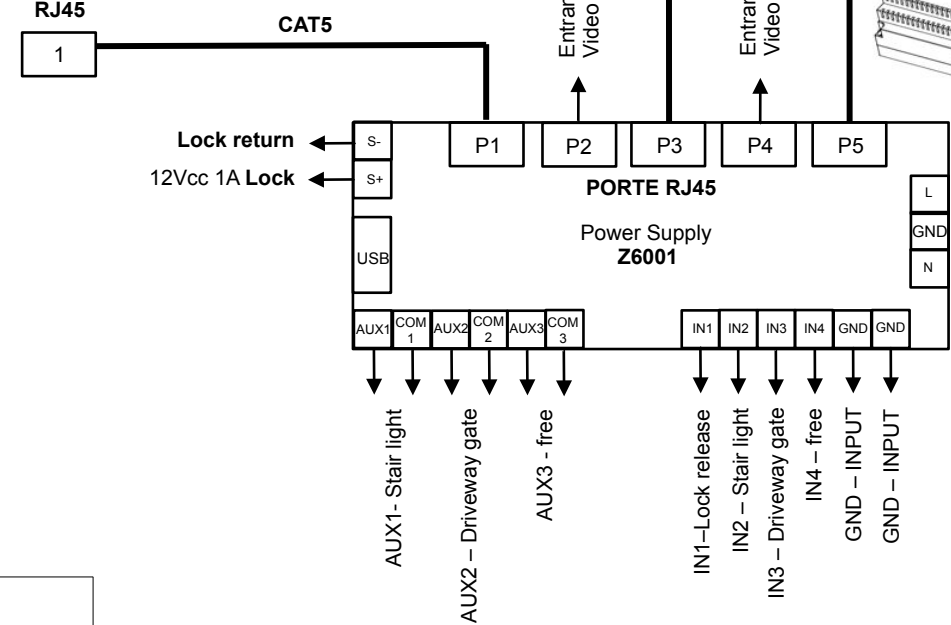 RJ45
1
CAT5
Video
Video
Lock return
12Vcc 1A Lock
S-
S+
USB
P1
P2
P3
P4
P5
PORTE RJ45
Power Supply
Z6001
L
GND
N
AUX1
COM
1
AUX2
COM
2
AUX3
COM
3
IN1
IN2
IN3
IN4
GND
GND
AUX1- Stair light
AUX2 – Driveway gate
AUX3 - free
IN1–Lock release
IN2 – Stair light
IN3 – Driveway gate
IN4 – free
GND – INPUT
GND – INPUT